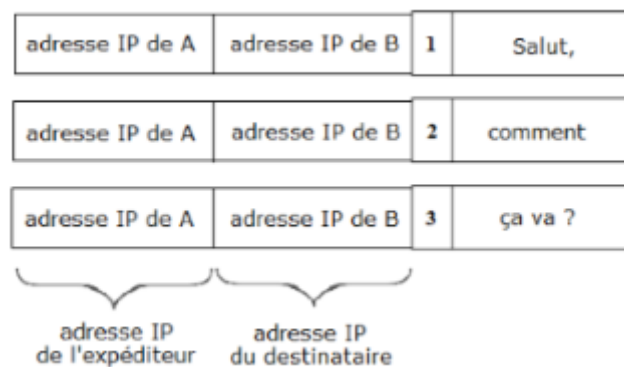 adresse IP de A adresse IP de B 1 Salut,
adresse IP de A adresse IP de B 2 comment
adresse IP de A adresse IP de B 3 ça va ?
adresse IP adresse IP
de l'expéditeur du destinataire